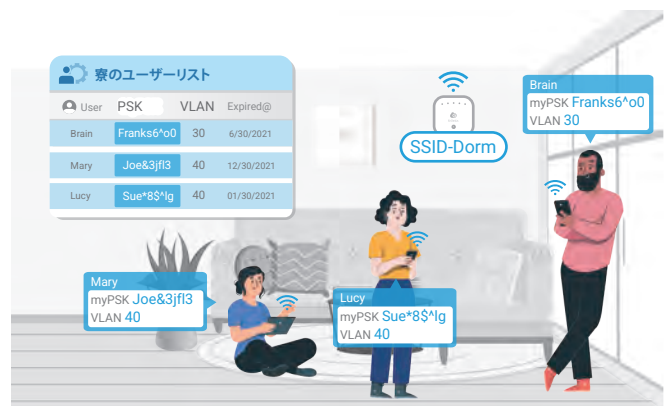 寮のユーザーリスト
User PSK VLAN Expired@
Brain Franks6^o0 30 6/30/2021
Mary Joe&3jfl3 40 12/30/2021
Lucy Sue*8$^lg 40 01/30/2021
SSID-Dorm
Brain
myPSK Franks6^o0
VLAN 30
Mary
myPSK Joe&3jfl3
VLAN 40
Lucy
myPSK Sue*8$^lg
VLAN 40